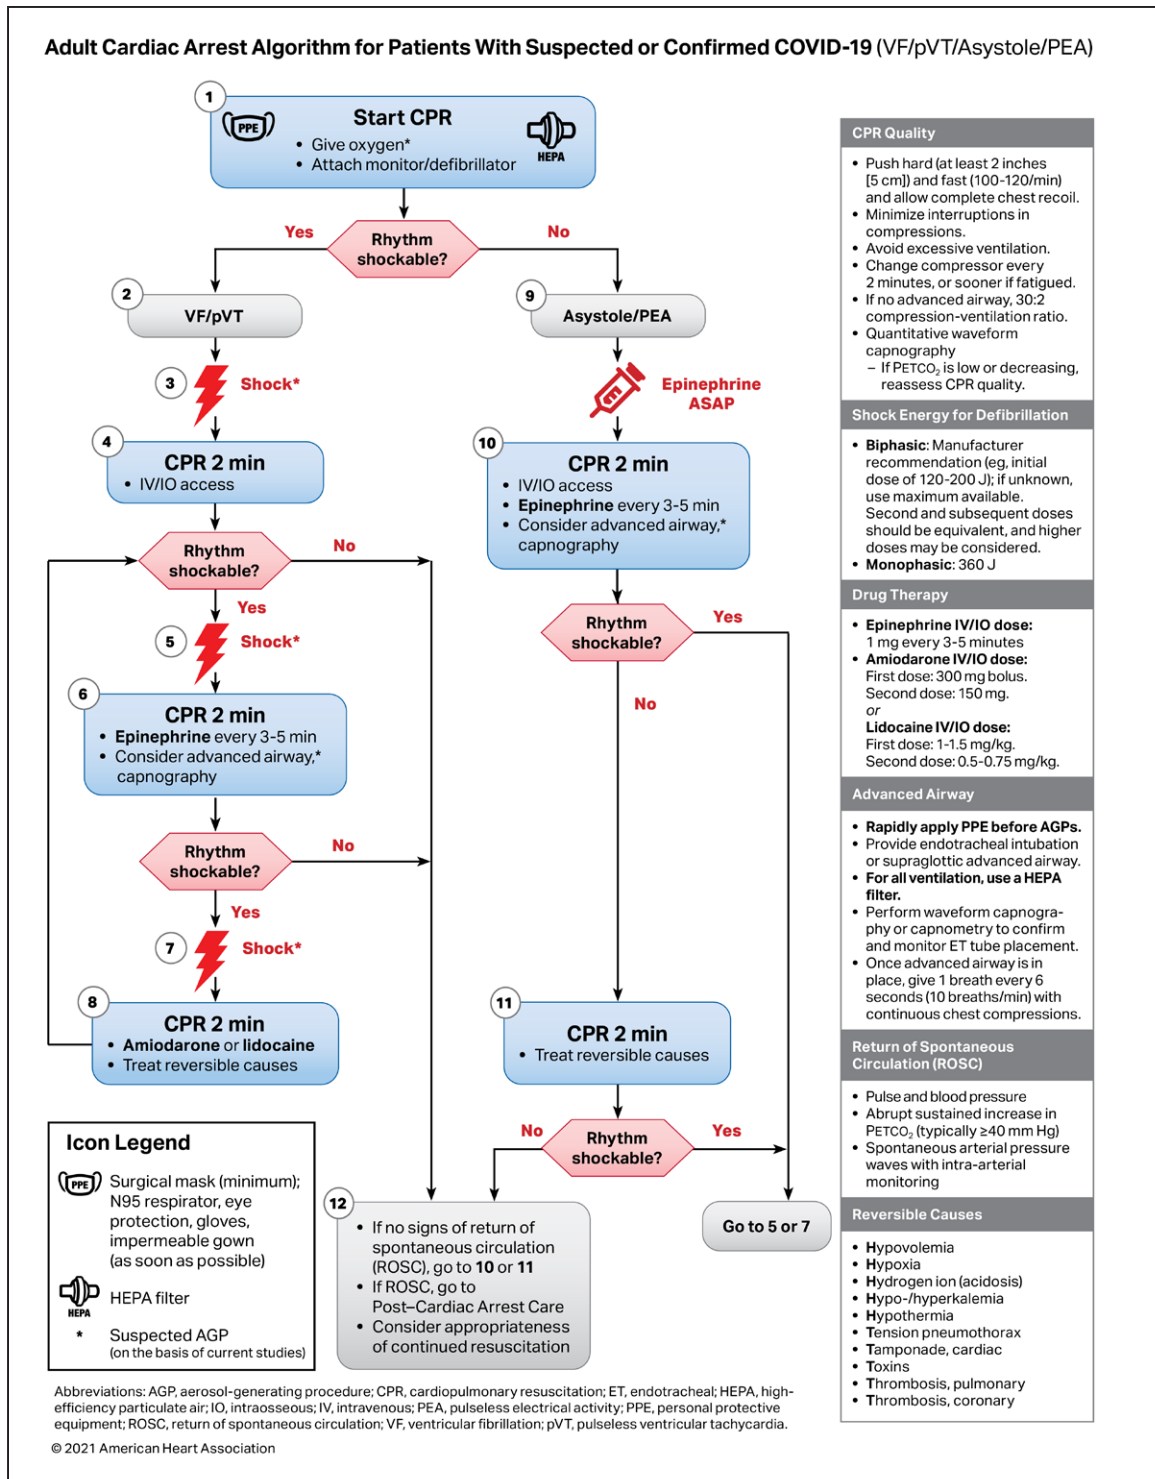 Adult Cardiac Arrest Algorithm for Patients With Suspected or Confirmed COVID-19 (VF/pVT/Asystole/PEA)
1
PPE
Start CPR
• Give oxygen*
• Attach monitor/defibrillator
HEPA
Rhythm
shockable?
Yes
No
2
VF/pVT
3
Shock*
4
CPR 2 min
• IV/IO access
Rhythm
shockable?
No
Yes
5
Shock*
6
CPR 2 min
• Epinephrine every 3-5 min
• Consider advanced airway,*
capnography
Rhythm
shockable?
No
Yes
7
Shock*
8
CPR 2 min
• Amiodarone or lidocaine
• Treat reversible causes
9
Asystole/PEA
Epinephrine
ASAP
10
CPR 2 min
• IV/IO access
• Epinephrine every 3-5 min
• Consider advanced airway,*
capnography
Rhythm
shockable?
Yes
No
11
CPR 2 min
• Treat reversible causes
Rhythm
shockable?
No
Yes
12
• If no signs of return of
spontaneous circulation
(ROSC), go to 10 or 11
• If ROSC, go to
Post–Cardiac Arrest Care
• Consider appropriateness
of continued resuscitation
Go to 5 or 7
Icon Legend
PPE
Surgical mask (minimum);
N95 respirator, eye
protection, gloves,
impermeable gown
(as soon as possible)
HEPA
HEPA filter
* Suspected AGP
(on the basis of current studies)
CPR Quality
• Push hard (at least 2 inches
[5 cm]) and fast (100-120/min)
and allow complete chest recoil.
• Minimize interruptions in
compressions.
• Avoid excessive ventilation.
• Change compressor every
2 minutes, or sooner if fatigued.
• If no advanced airway, 30:2
compression-ventilation ratio.
• Quantitative waveform
capnography
– If PETCO₂ is low or decreasing,
reassess CPR quality.
Shock Energy for Defibrillation
• Biphasic: Manufacturer
recommendation (eg, initial
dose of 120-200 J); if unknown,
use maximum available.
Second and subsequent doses
should be equivalent, and higher
doses may be considered.
• Monophasic: 360 J
Drug Therapy
• Epinephrine IV/IO dose:
1 mg every 3-5 minutes
• Amiodarone IV/IO dose:
First dose: 300 mg bolus.
Second dose: 150 mg.
or
Lidocaine IV/IO dose:
First dose: 1-1.5 mg/kg.
Second dose: 0.5-0.75 mg/kg.
Advanced Airway
• Rapidly apply PPE before AGPs.
• Provide endotracheal intubation
or supraglottic advanced airway.
• For all ventilation, use a HEPA
filter.
• Perform waveform capnogra-
phy or capnometry to confirm
and monitor ET tube placement.
• Once advanced airway is in
place, give 1 breath every 6
seconds (10 breaths/min) with
continuous chest compressions.
Return of Spontaneous
Circulation (ROSC)
• Pulse and blood pressure
• Abrupt sustained increase in
PETCO₂ (typically ≥40 mm Hg)
• Spontaneous arterial pressure
waves with intra-arterial
monitoring
Reversible Causes
• Hypovolemia
• Hypoxia
• Hydrogen ion (acidosis)
• Hypo-/hyperkalemia
• Hypothermia
• Tension pneumothorax
• Tamponade, cardiac
• Toxins
• Thrombosis, pulmonary
• Thrombosis, coronary
Abbreviations: AGP, aerosol-generating procedure; CPR, cardiopulmonary resuscitation; ET, endotracheal; HEPA, high-
efficiency particulate air; IO, intraosseous; IV, intravenous; PEA, pulseless electrical activity; PPE, personal protective
equipment; ROSC, return of spontaneous circulation; VF, ventricular fibrillation; pVT, pulseless ventricular tachycardia.
© 2021 American Heart Association